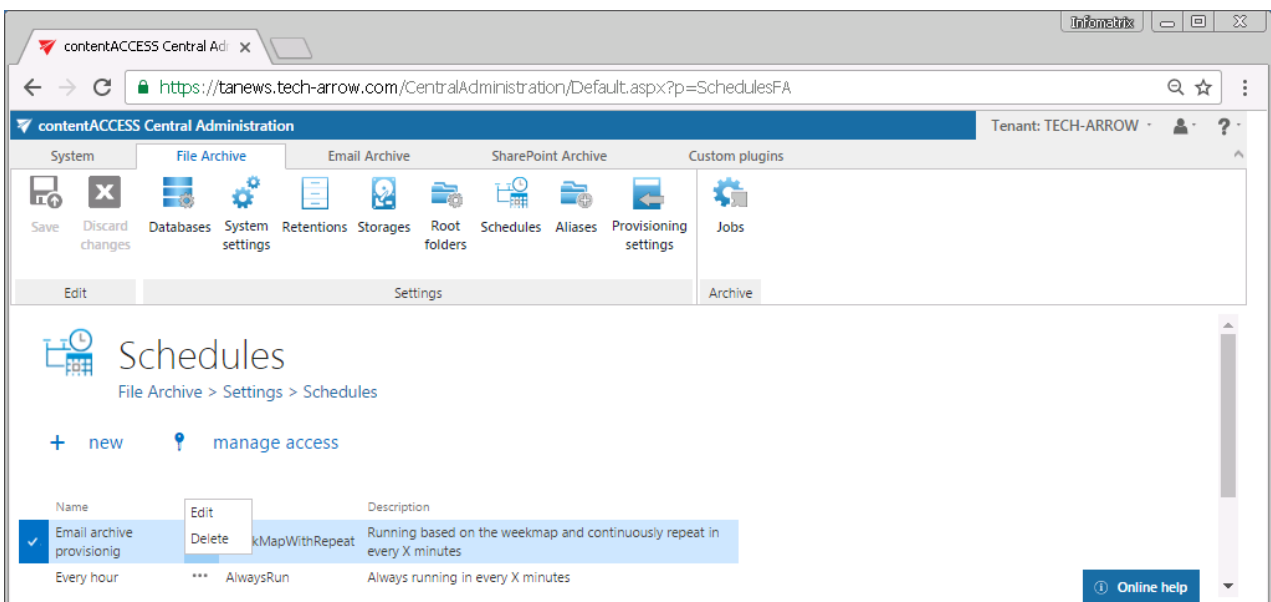 Infomatrix
contentACCESS Central Adr
https://tanews.tech-arrow.com/CentralAdministration/Default.aspx?p=SchedulesFA
contentACCESS Central Administration
Tenant: TECH-ARROW
?
System File Archive Email Archive SharePoint Archive Custom plugins
Save Discard changes Databases System settings Retentions Storages Root folders Schedules Aliases Provisioning settings Jobs
Edit Settings Archive
Schedules
File Archive > Settings > Schedules
+ new manage access
Name Description
Edit
Delete
Email archive
provisionig
kMapWithRepeat
Running based on the weekmap and continuously repeat in
every X minutes
Every hour ••• AlwaysRun Always running in every X minutes
Online help